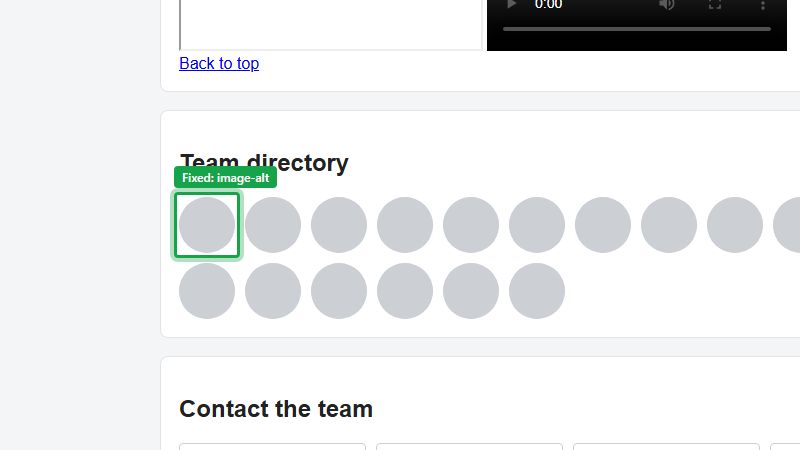 0:00
Back to top
Team directory
Fixed: image-alt
Contact the team